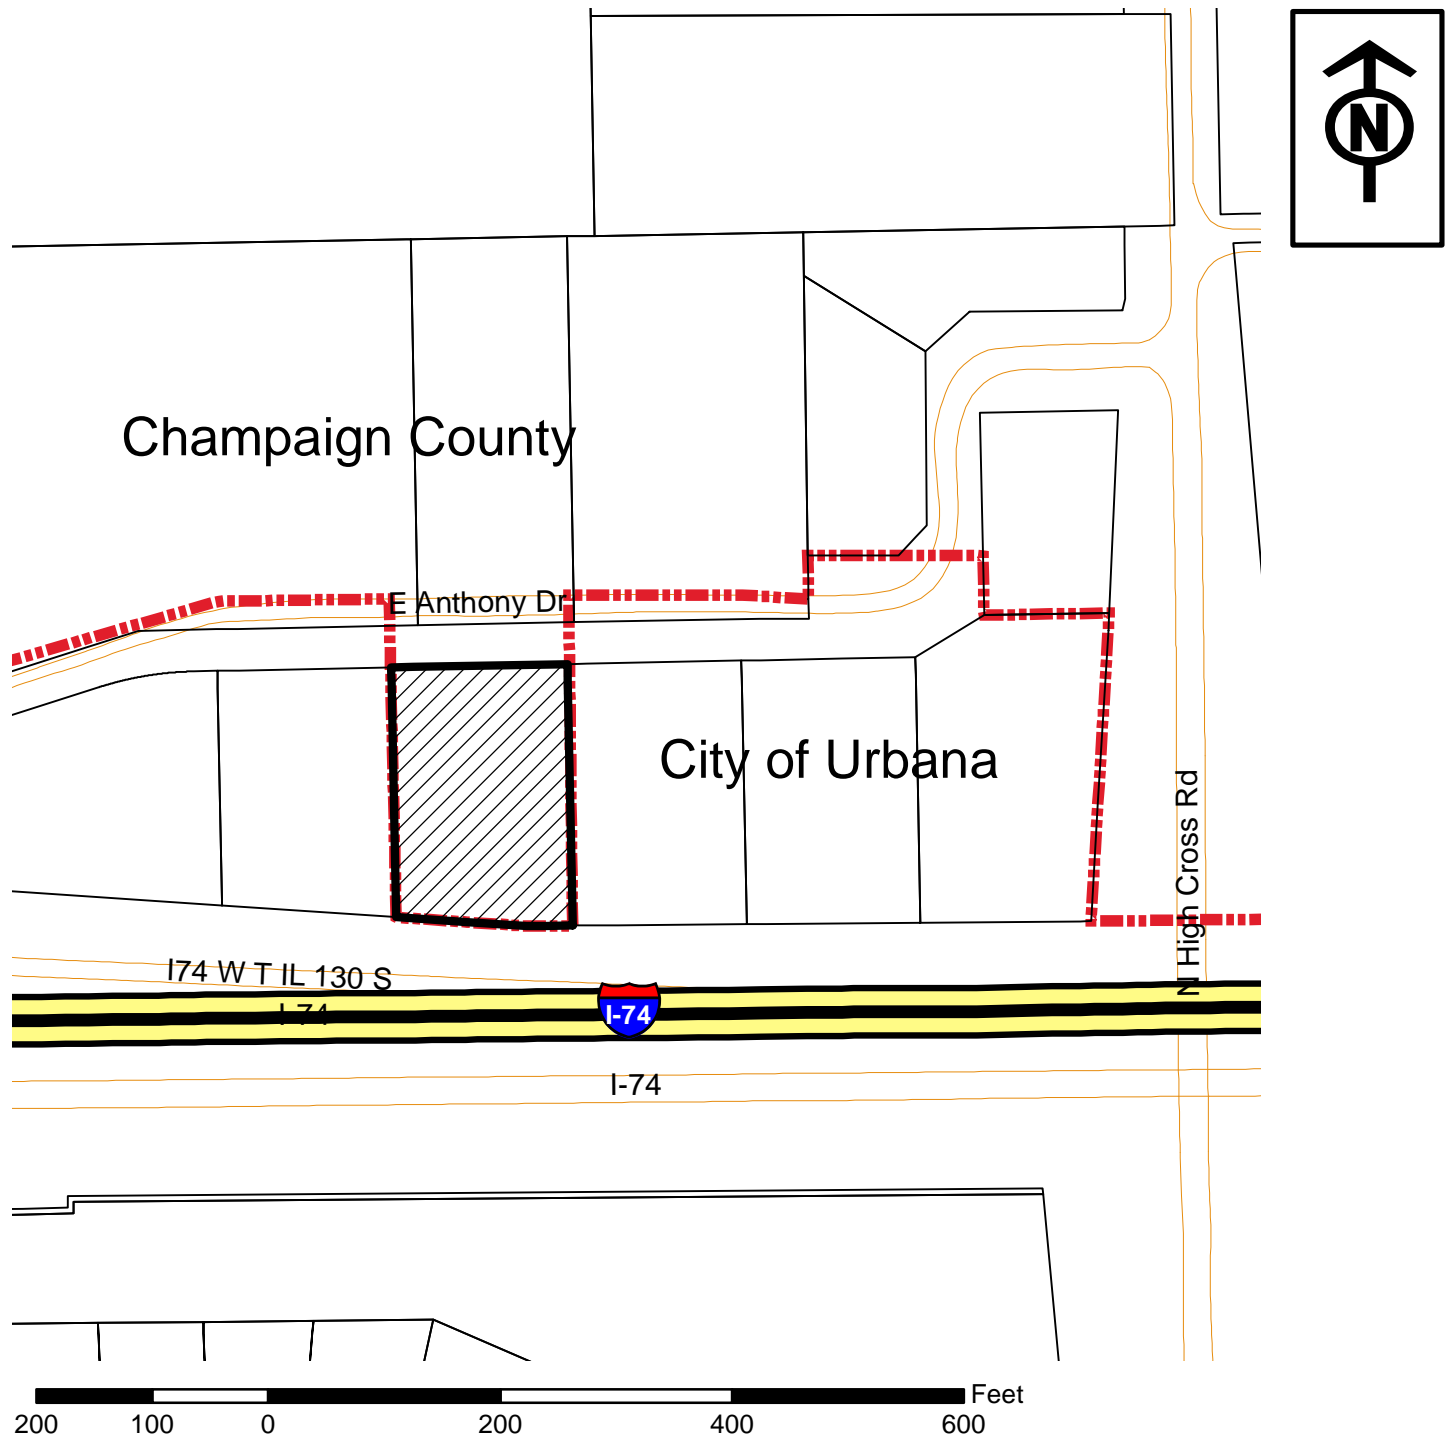 N
Champaign County
E Anthony Dr
City of Urbana
N High Cross Rd
I74 W T IL 130 S
I-74
I-74
I-74
Feet
200 100 0 200 400 600